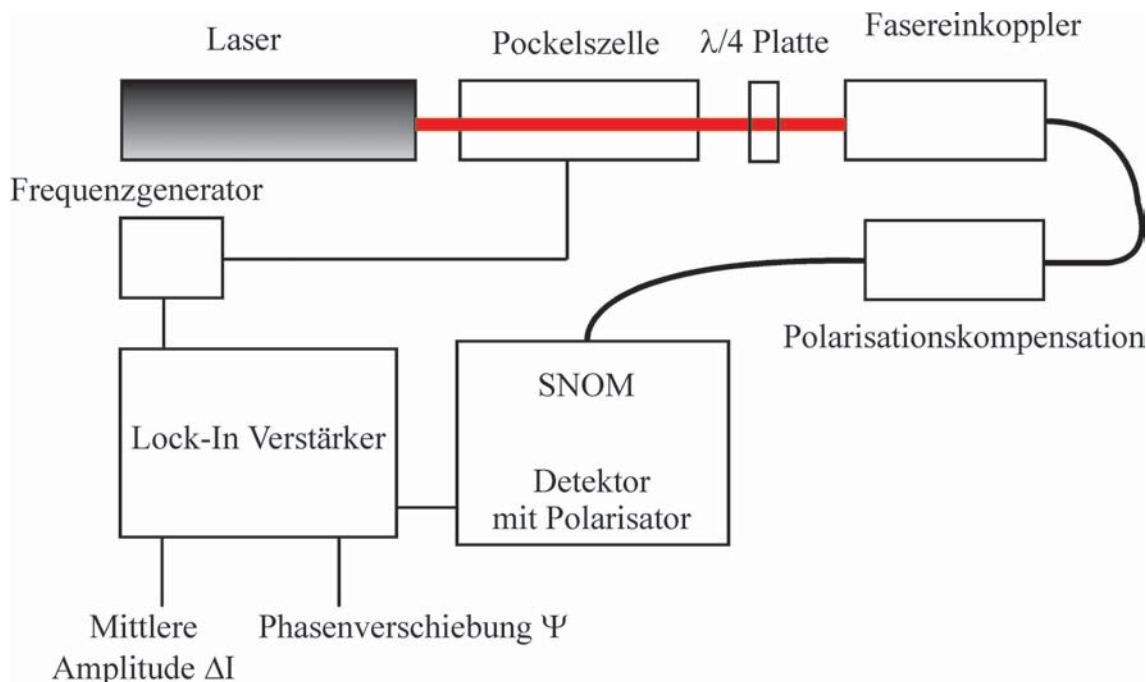 Laser
Pockelszelle
λ/4 Platte
Fasereinkoppler
Frequenzgenerator
Polarisationskompensation
SNOM
Lock-In Verstärker
Detektor
mit Polarisator
Mittlere
Amplitude ΔI
Phasenverschiebung Ψ